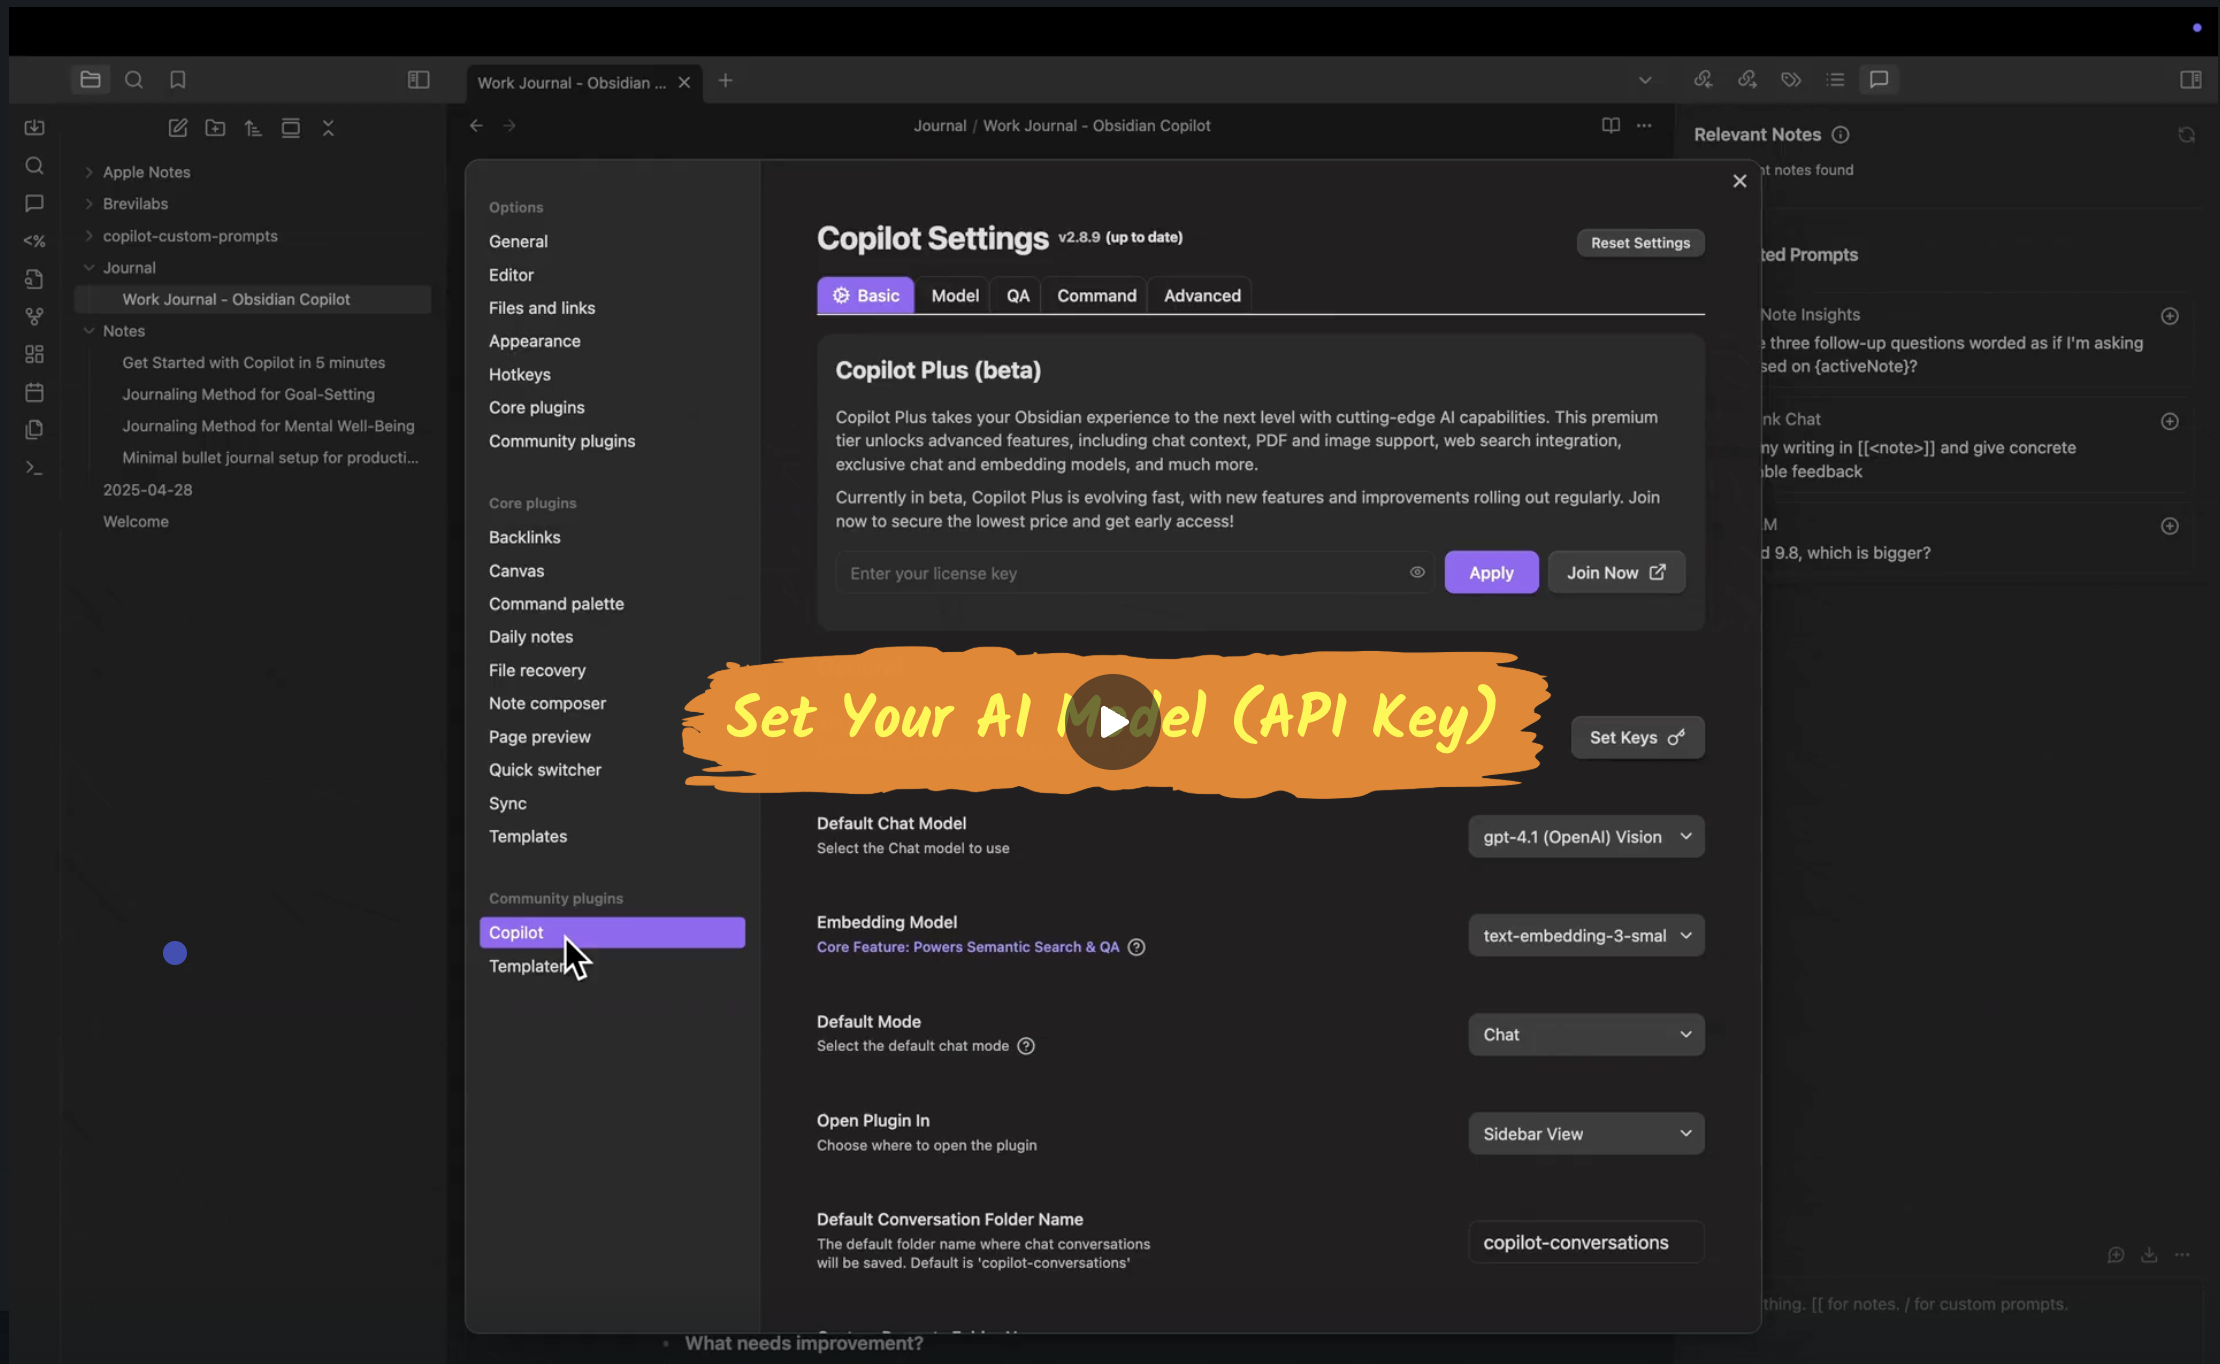 Work Journal - Obsidian ...
Journal / Work Journal - Obsidian Copilot
Apple Notes
Brevilabs
copilot-custom-prompts
Journal
Work Journal - Obsidian Copilot
Notes
Get Started with Copilot in 5 minutes
Journaling Method for Goal-Setting
Journaling Method for Mental Well-Being
Minimal bullet journal setup for producti...
2025-04-28
Welcome
Options
General
Editor
Files and links
Appearance
Hotkeys
Core plugins
Community plugins
Core plugins
Backlinks
Canvas
Command palette
Daily notes
File recovery
Note composer
Page preview
Quick switcher
Sync
Templates
Community plugins
Copilot
Templater
Copilot Settings v2.8.9 (up to date)
Reset Settings
Basic Model QA Command Advanced
Copilot Plus (beta)
Copilot Plus takes your Obsidian experience to the next level with cutting-edge AI capabilities. This premium
tier unlocks advanced features, including chat context, PDF and image support, web search integration,
exclusive chat and embedding models, and much more.
Currently in beta, Copilot Plus is evolving fast, with new features and improvements rolling out regularly. Join
now to secure the lowest price and get early access!
Enter your license key
Apply
Join Now
Set Your AI Model (API Key)
Set Keys
Default Chat Model
Select the Chat model to use
gpt-4.1 (OpenAI) Vision
Embedding Model
Core Feature: Powers Semantic Search & QA
text-embedding-3-smal
Default Mode
Select the default chat mode
Chat
Open Plugin In
Choose where to open the plugin
Sidebar View
Default Conversation Folder Name
The default folder name where chat conversations
will be saved. Default is 'copilot-conversations'
copilot-conversations
What needs improvement?
Relevant Notes
nt notes found
ted Prompts
Note Insights
three follow-up questions worded as if I'm asking
sed on {activeNote}?
nk Chat
my writing in [[<note>]] and give concrete
ble feedback
M
d 9.8, which is bigger?
thing. [[ for notes. / for custom prompts.